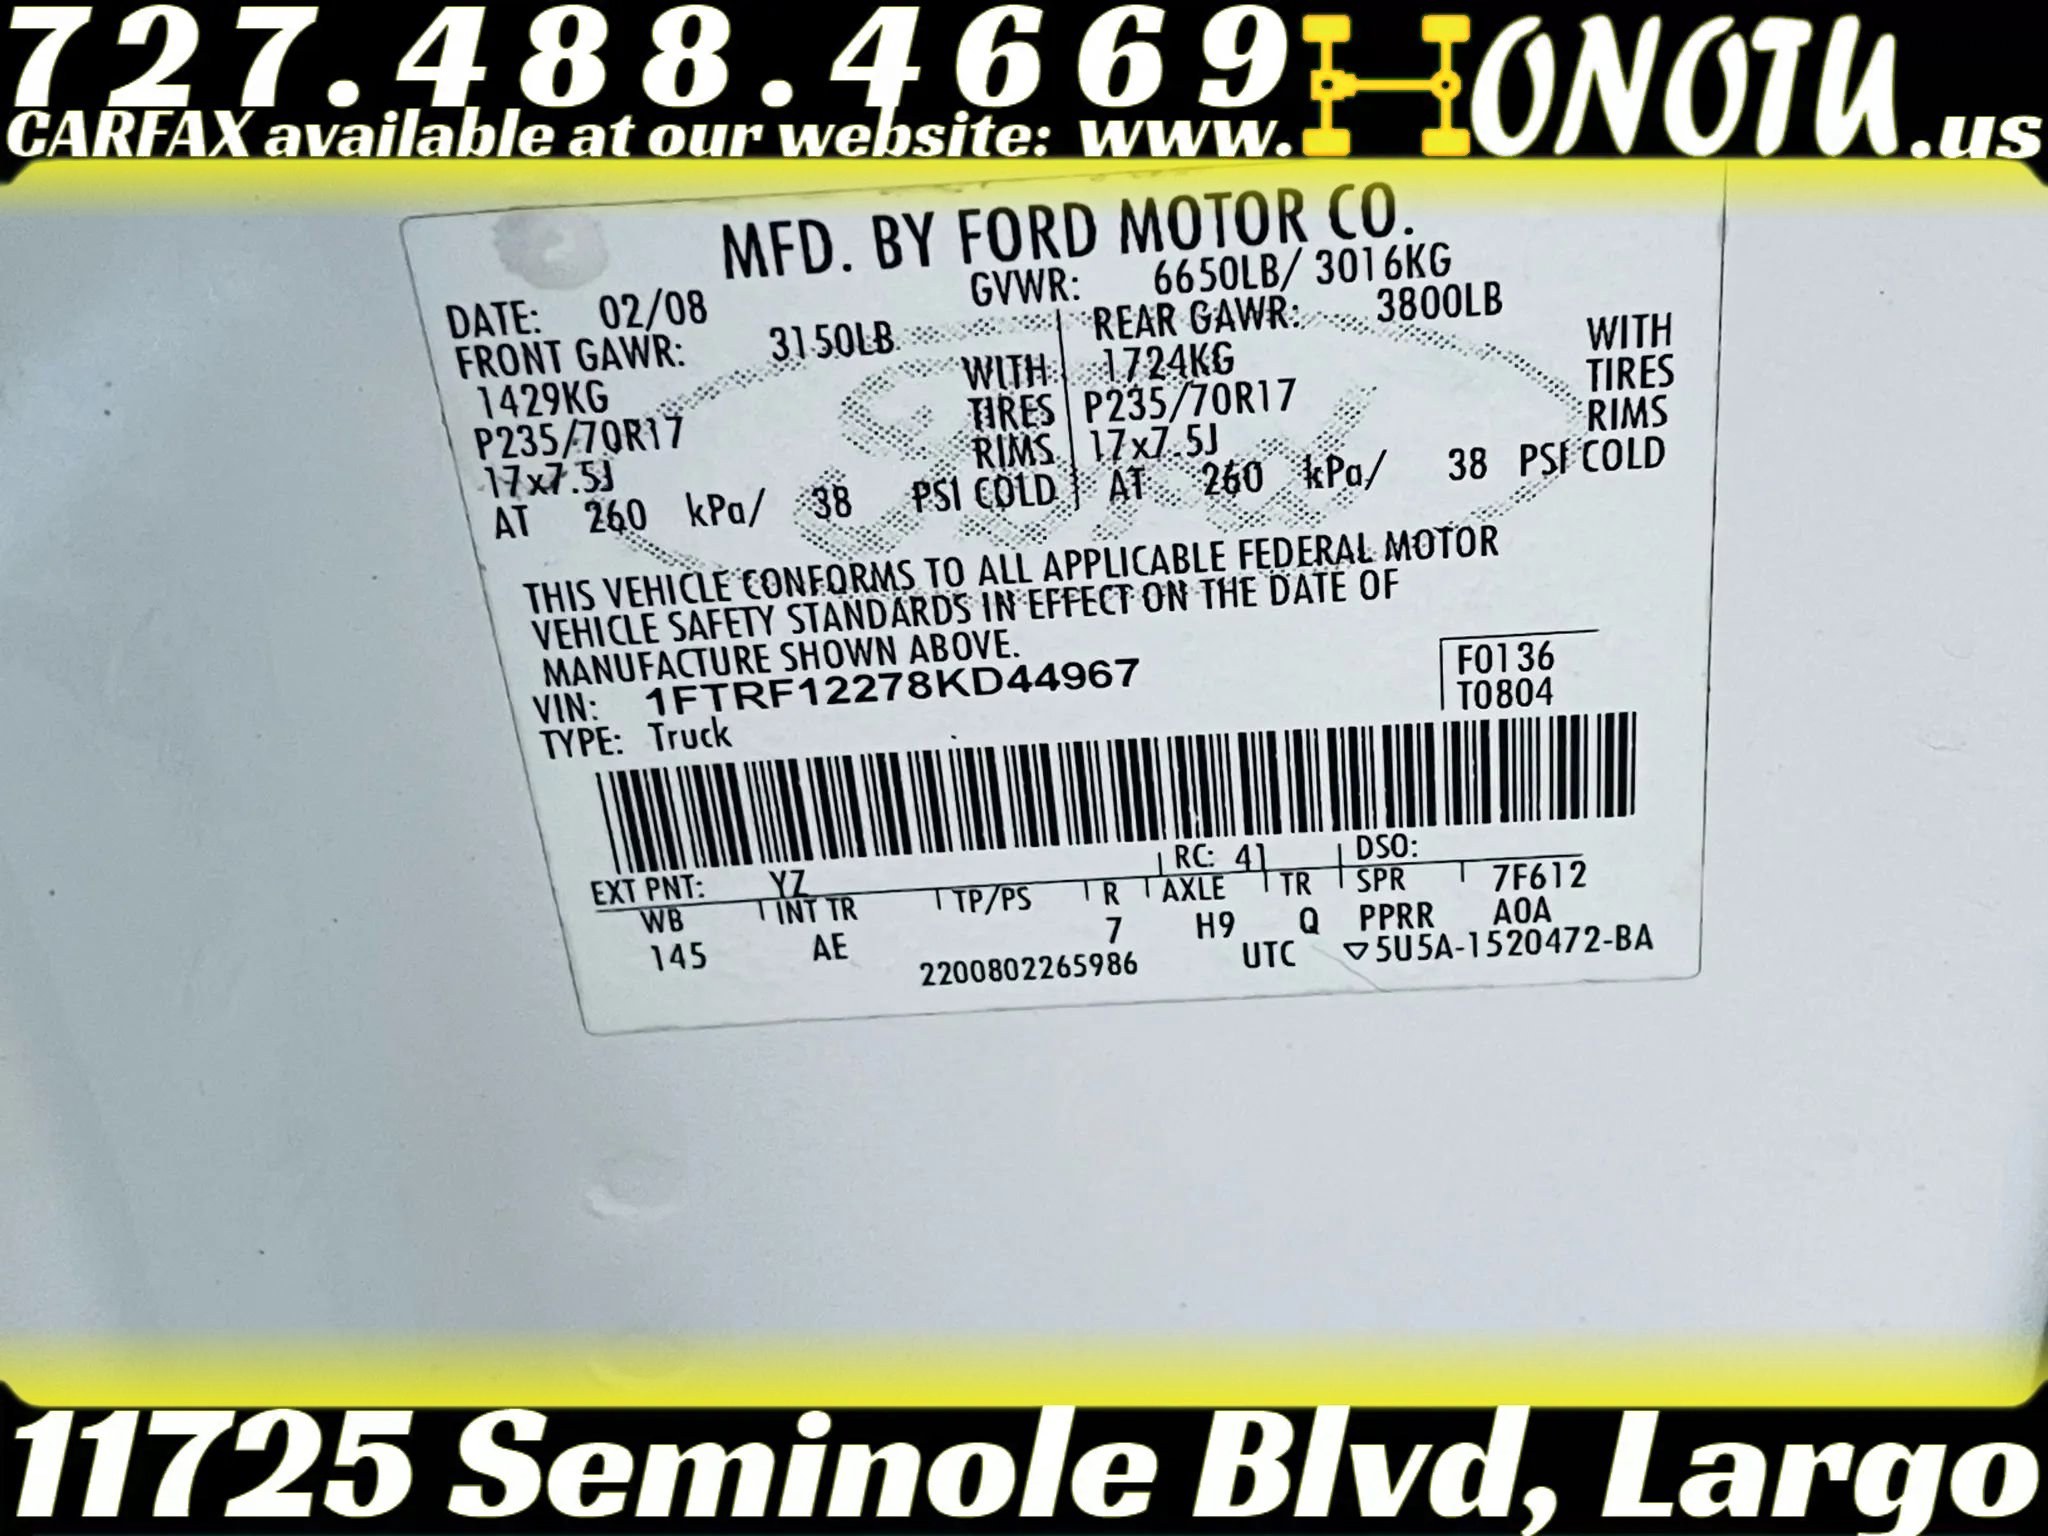 727.488.4669 HONOTU.us
CARFAX available at our website: www.
MFD. BY FORD MOTOR CO.
DATE: 02/08 GVWR: 6650LB/ 3016KG
FRONT GAWR: 3150LB REAR GAWR: 3800LB
1429KG WITH 1724KG WITH
P235/70R17 TIRES P235/70R17 TIRES
17x7.5J RIMS 17x7.5J RIMS
AT 260 kPa/ 38 PSI COLD AT 260 kPa/ 38 PSI COLD
THIS VEHICLE CONFORMS TO ALL APPLICABLE FEDERAL MOTOR
VEHICLE SAFETY STANDARDS IN EFFECT ON THE DATE OF
MANUFACTURE SHOWN ABOVE.
VIN: 1FTRF12278KD44967 F0136
TYPE: Truck T0804
EXT PNT: YZ RC: 41 DSO:
WB INT TR TP/PS R AXLE TR SPR 7F612
145 AE 7 H9 Q PPRR A0A
2200802265986 UTC ▽5U5A-1520472-BA
11725 Seminole Blvd, Largo